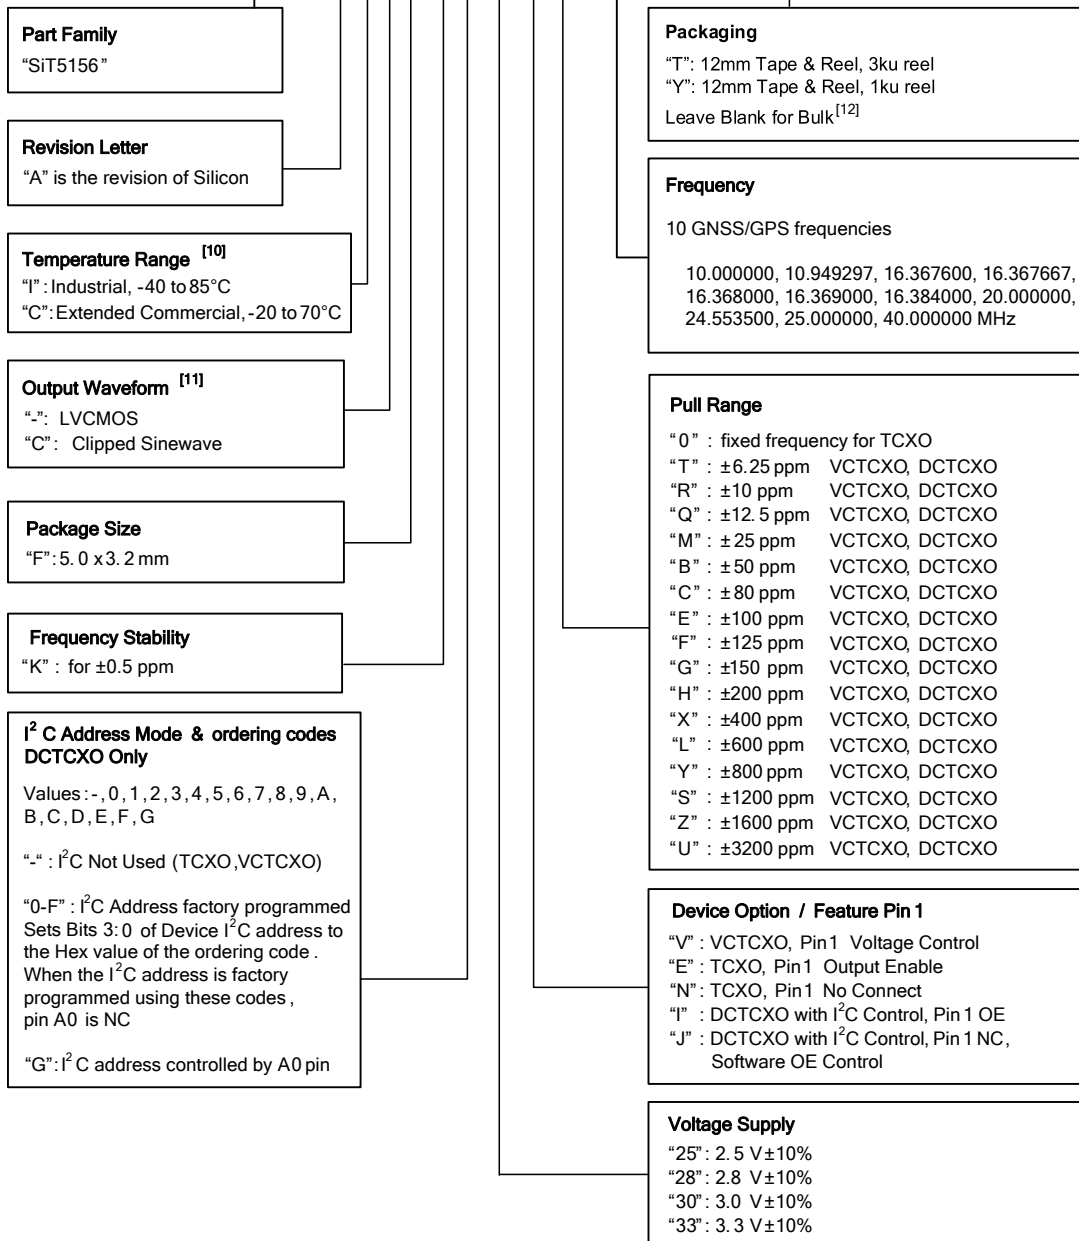 Part Family
“SiT5156”
Revision Letter
“A” is the revision of Silicon
Temperature Range [10]
“I”: Industrial, -40 to 85°C
“C”: Extended Commercial, -20 to 70°C
Output Waveform [11]
“-”: LVCMOS
“C”: Clipped Sinewave
Package Size
“F”: 5.0 x 3.2 mm
Frequency Stability
“K”: for ±0.5 ppm
I² C Address Mode & ordering codes
DCTCXO Only
Values: -,0,1,2,3,4,5,6,7,8,9,A,
B,C,D,E,F,G
“-“ : I²C Not Used (TCXO,VCTCXO)
“0-F” : I²C Address factory programmed
Sets Bits 3:0 of Device I²C address to
the Hex value of the ordering code.
When the I²C address is factory
programmed using these codes,
pin A0 is NC
“G”: I² C address controlled by A0 pin
Packaging
“T”: 12mm Tape & Reel, 3ku reel
“Y”: 12mm Tape & Reel, 1ku reel
Leave Blank for Bulk[12]
Frequency
10 GNSS/GPS frequencies
10.000000, 10.949297, 16.367600, 16.367667,
16.368000, 16.369000, 16.384000, 20.000000,
24.553500, 25.000000, 40.000000 MHz
Pull Range
“0” : fixed frequency for TCXO
“T” : ±6.25 ppm VCTCXO, DCTCXO
“R” : ±10 ppm VCTCXO, DCTCXO
“Q” : ±12.5 ppm VCTCXO, DCTCXO
“M” : ±25 ppm VCTCXO, DCTCXO
“B” : ±50 ppm VCTCXO, DCTCXO
“C” : ±80 ppm VCTCXO, DCTCXO
“E” : ±100 ppm VCTCXO, DCTCXO
“F” : ±125 ppm VCTCXO, DCTCXO
“G” : ±150 ppm VCTCXO, DCTCXO
“H” : ±200 ppm VCTCXO, DCTCXO
“X” : ±400 ppm VCTCXO, DCTCXO
“L” : ±600 ppm VCTCXO, DCTCXO
“Y” : ±800 ppm VCTCXO, DCTCXO
“S” : ±1200 ppm VCTCXO, DCTCXO
“Z” : ±1600 ppm VCTCXO, DCTCXO
“U” : ±3200 ppm VCTCXO, DCTCXO
Device Option / Feature Pin 1
“V” : VCTCXO, Pin1 Voltage Control
“E” : TCXO, Pin1 Output Enable
“N” : TCXO, Pin1 No Connect
“I” : DCTCXO with I²C Control, Pin 1 OE
“J” : DCTCXO with I²C Control, Pin 1 NC,
Software OE Control
Voltage Supply
“25”: 2.5 V±10%
“28”: 2.8 V±10%
“30”: 3.0 V±10%
“33”: 3.3 V±10%